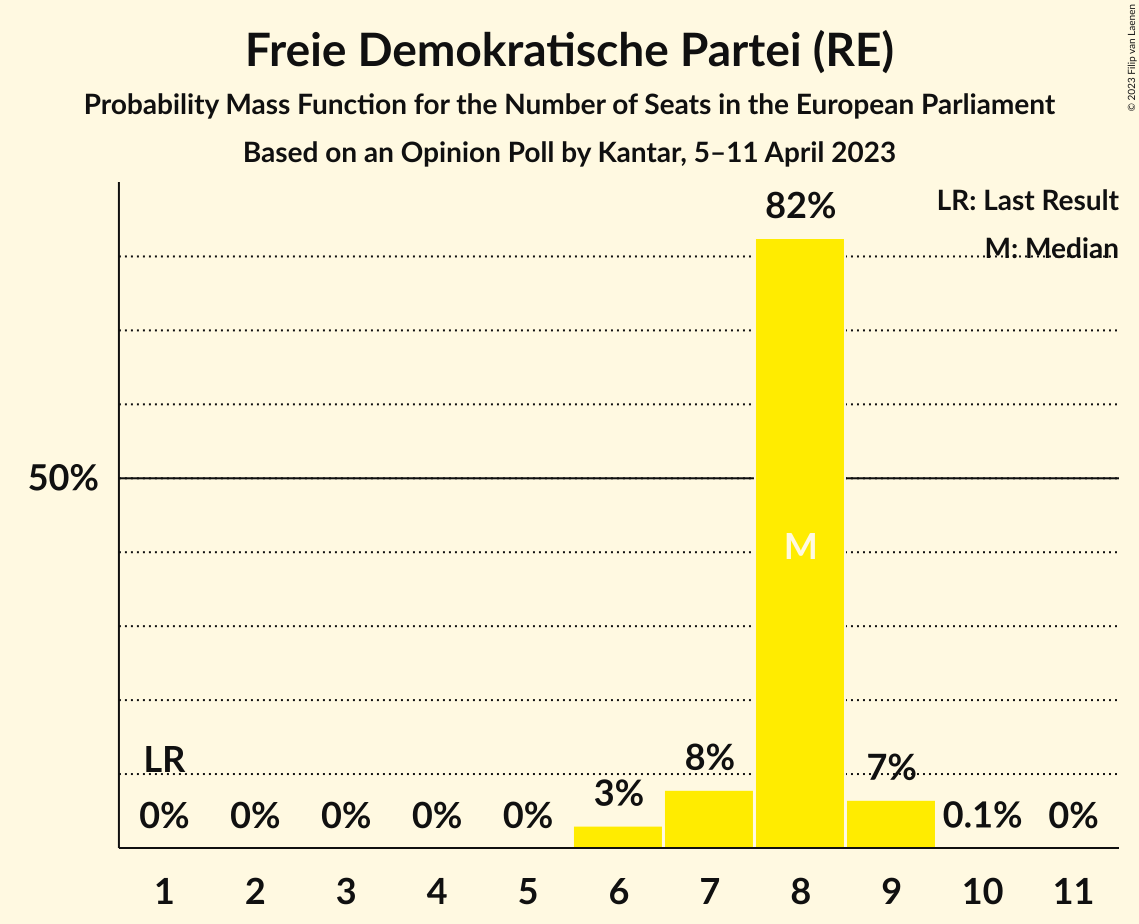 Freie Demokratische Partei (RE)
Probability Mass Function for the Number of Seats in the European Parliament
Based on an Opinion Poll by Kantar, 5–11 April 2023
© 2023 Filip van Laenen
LR: Last Result
M: Median
82%
50%
M
LR
8%
7%
3%
0% 0% 0% 0% 0% 0.1% 0%
1 2 3 4 5 6 7 8 9 10 11